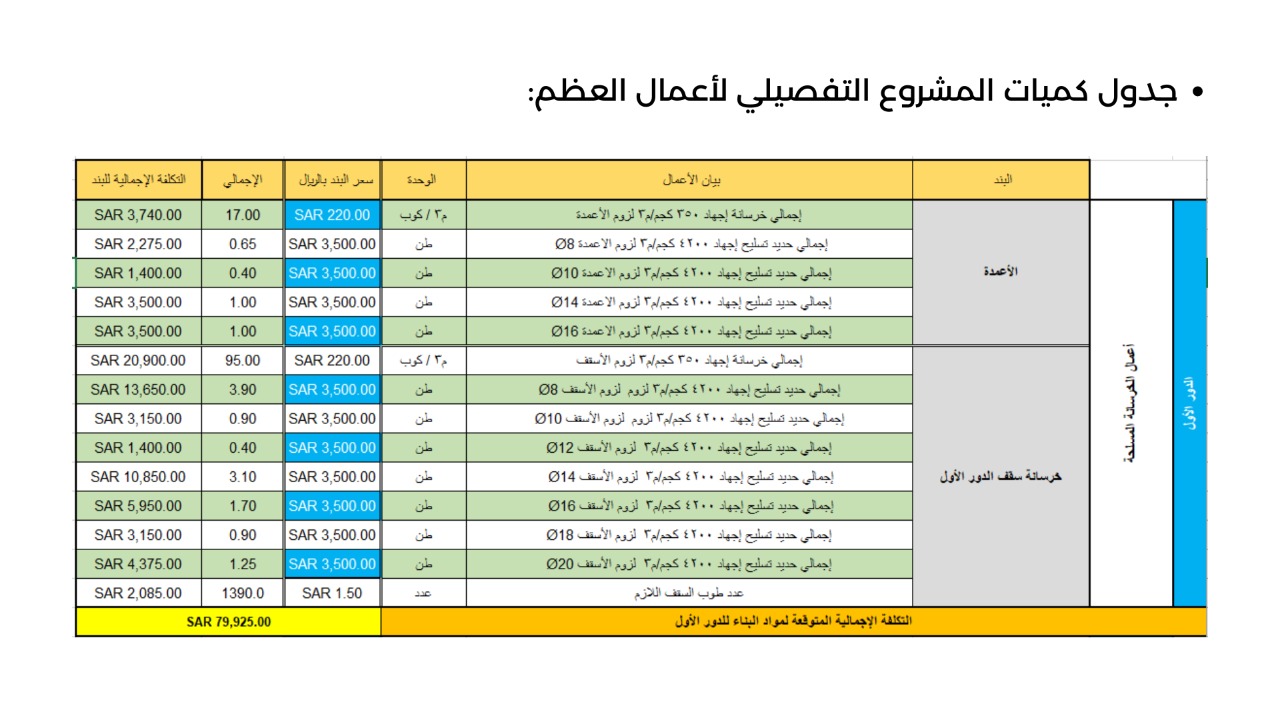 • جدول كميات المشروع التفصيلي لأعمال العظم:
البند بيان الأعمال الوحدة سعر البند بالريال الإجمالي التكلفة الإجمالية للبند
الدور الأول
أعمال الخرسانة المسلحة
الأعمدة
إجمالي خرسانة إجهاد ٣٥٠ كجم/م٣ لزوم الأعمدة م٣ / كوب SAR 220.00 17.00 SAR 3,740.00
إجمالي حديد تسليح إجهاد ٤٢٠٠ كجم/م٣ لزوم الاعمدة Ø8 طن SAR 3,500.00 0.65 SAR 2,275.00
إجمالي حديد تسليح إجهاد ٤٢٠٠ كجم/م٣ لزوم الاعمدة Ø10 طن SAR 3,500.00 0.40 SAR 1,400.00
إجمالي حديد تسليح إجهاد ٤٢٠٠ كجم/م٣ لزوم الاعمدة Ø14 طن SAR 3,500.00 1.00 SAR 3,500.00
إجمالي حديد تسليح إجهاد ٤٢٠٠ كجم/م٣ لزوم الاعمدة Ø16 طن SAR 3,500.00 1.00 SAR 3,500.00
خرسانة سقف الدور الأول
إجمالي خرسانة إجهاد ٣٥٠ كجم/م٣ لزوم الأسقف م٣ / كوب SAR 220.00 95.00 SAR 20,900.00
إجمالي حديد تسليح إجهاد ٤٢٠٠ كجم/م٣ لزوم لزوم الأسقف Ø8 طن SAR 3,500.00 3.90 SAR 13,650.00
إجمالي حديد تسليح إجهاد ٤٢٠٠ كجم/م٣ لزوم لزوم الأسقف Ø10 طن SAR 3,500.00 0.90 SAR 3,150.00
إجمالي حديد تسليح إجهاد ٤٢٠٠ كجم/م٣ لزوم الأسقف Ø12 طن SAR 3,500.00 0.40 SAR 1,400.00
إجمالي حديد تسليح إجهاد ٤٢٠٠ كجم/م٣ لزوم الأسقف Ø14 طن SAR 3,500.00 3.10 SAR 10,850.00
إجمالي حديد تسليح إجهاد ٤٢٠٠ كجم/م٣ لزوم الأسقف Ø16 طن SAR 3,500.00 1.70 SAR 5,950.00
إجمالي حديد تسليح إجهاد ٤٢٠٠ كجم/م٣ لزوم الأسقف Ø18 طن SAR 3,500.00 0.90 SAR 3,150.00
إجمالي حديد تسليح إجهاد ٤٢٠٠ كجم/م٣ لزوم الأسقف Ø20 طن SAR 3,500.00 1.25 SAR 4,375.00
عدد طوب السقف اللازم عدد SAR 1.50 1390.0 SAR 2,085.00
التكلفة الإجمالية المتوقعة لمواد البناء للدور الأول SAR 79,925.00